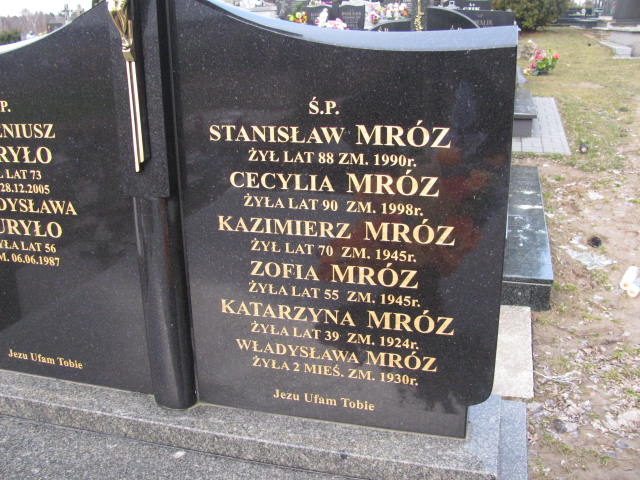 P.
NIUSZ
RYŁO
LAT 73
28.12.2005
DYSŁAWA
URYŁO
YŁA LAT 56
M. 06.06.1987
Jezu Ufam Tobie
Ś.P.
STANISŁAW MRÓZ
ŻYŁ LAT 88 ZM. 1990r.
CECYLIA MRÓZ
ŻYŁA LAT 90 ZM. 1998r.
KAZIMIERZ MRÓZ
ŻYŁ LAT 70 ZM. 1945r.
ZOFIA MRÓZ
ŻYŁA LAT 55 ZM. 1945r.
KATARZYNA MRÓZ
ŻYŁA LAT 39 ZM. 1924r.
WŁADYSŁAWA MRÓZ
ŻYŁA 2 MIEŚ. ZM. 1930r.
Jezu Ufam Tobie